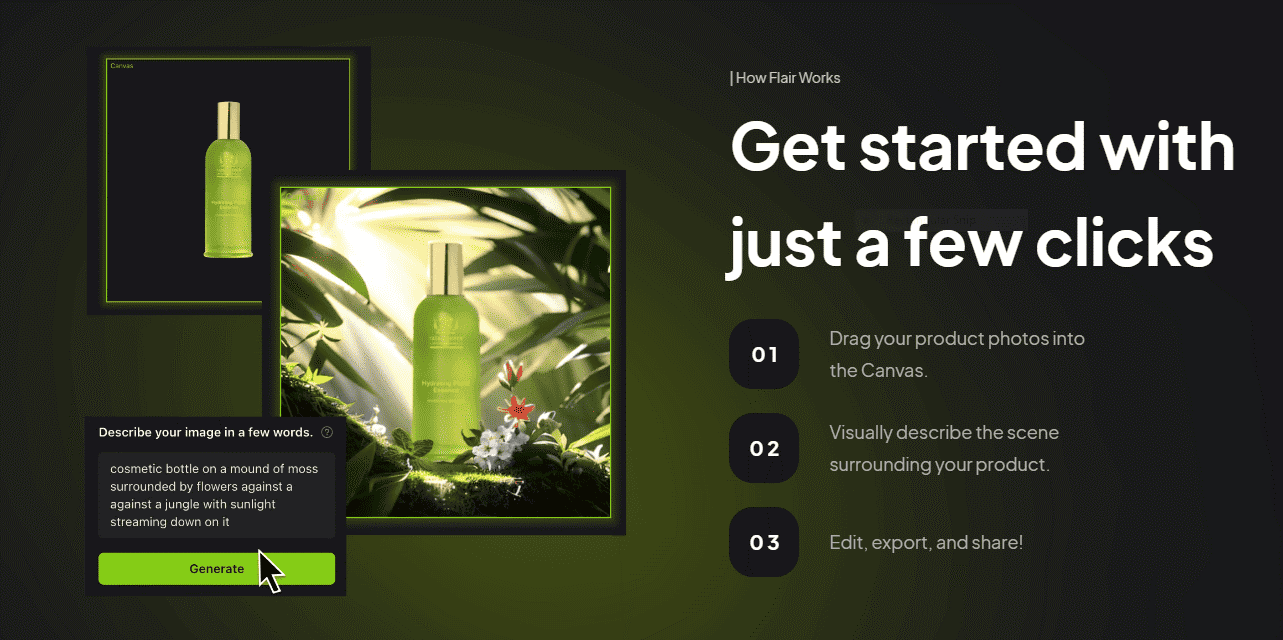 Canvas
Describe your image in a few words. ?
cosmetic bottle on a mound of moss
surrounded by flowers against a
against a jungle with sunlight
streaming down on it
Generate
| How Flair Works
Get started with
just a few clicks
01
Drag your product photos into
the Canvas.
02
Visually describe the scene
surrounding your product.
03
Edit, export, and share!